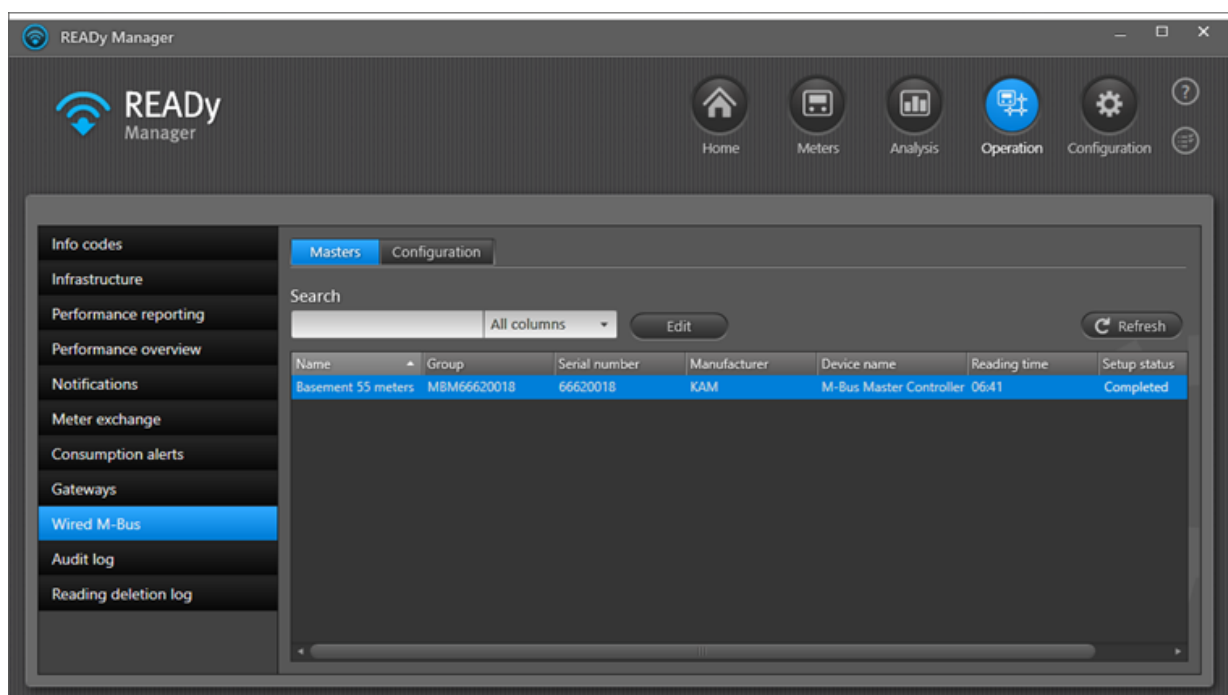 READy Manager
READy
Manager
?
Home Meters Analysis Operation Configuration
Info codes
Infrastructure
Performance reporting
Performance overview
Notifications
Meter exchange
Consumption alerts
Gateways
Wired M-Bus
Audit log
Reading deletion log
Masters Configuration
Search
All columns Edit Refresh
Name Group Serial number Manufacturer Device name Reading time Setup status
Basement 55 meters MBM66620018 66620018 KAM M-Bus Master Controller 06:41 Completed